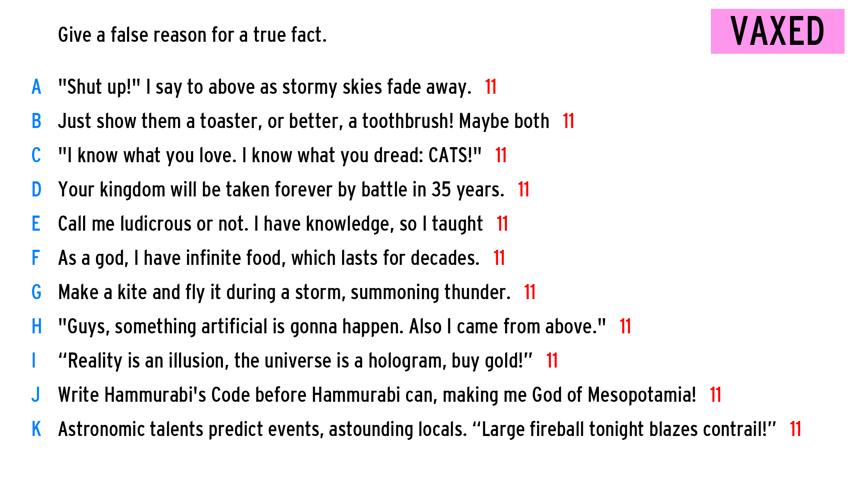 Give a false reason for a true fact.
VAXED
A "Shut up!" I say to above as stormy skies fade away. 11
B Just show them a toaster, or better, a toothbrush! Maybe both 11
C "I know what you love. I know what you dread: CATS!" 11
D Your kingdom will be taken forever by battle in 35 years. 11
E Call me ludicrous or not. I have knowledge, so I taught 11
F As a god, I have infinite food, which lasts for decades. 11
G Make a kite and fly it during a storm, summoning thunder. 11
H "Guys, something artificial is gonna happen. Also I came from above." 11
I “Reality is an illusion, the universe is a hologram, buy gold!” 11
J Write Hammurabi's Code before Hammurabi can, making me God of Mesopotamia! 11
K Astronomic talents predict events, astounding locals. “Large fireball tonight blazes contrail!” 11